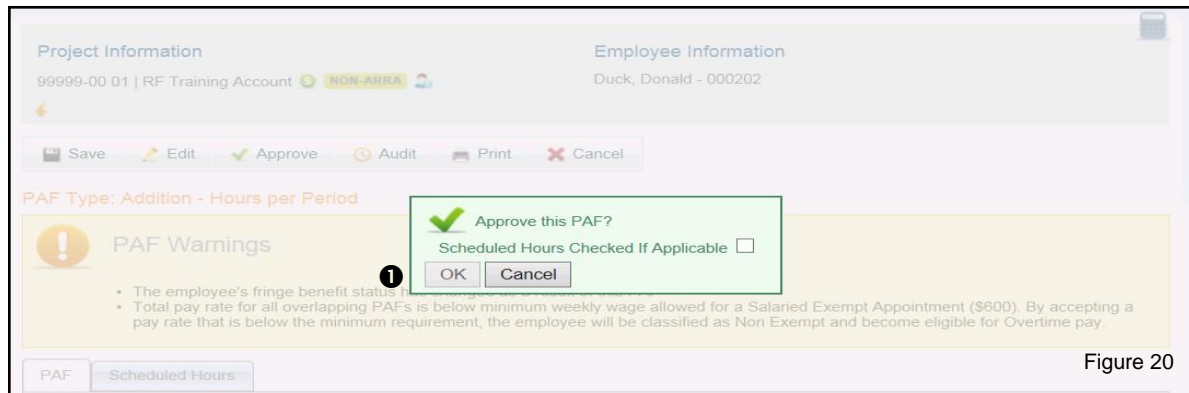 Project Information
Employee Information
99999-00 01 | RF Training Account NON-ARRA
Duck, Donald - 000202
Save Edit Approve Audit Print Cancel
PAF Type: Addition - Hours per Period
Approve this PAF?
Scheduled Hours Checked If Applicable
OK Cancel
PAF Warnings
❶
• The employee's fringe benefit status
• Total pay rate for all overlapping PAFs is below minimum weekly wage allowed for a Salaried Exempt Appointment ($600). By accepting a
pay rate that is below the minimum requirement, the employee will be classified as Non Exempt and become eligible for Overtime pay.
Figure 20
PAF Scheduled Hours